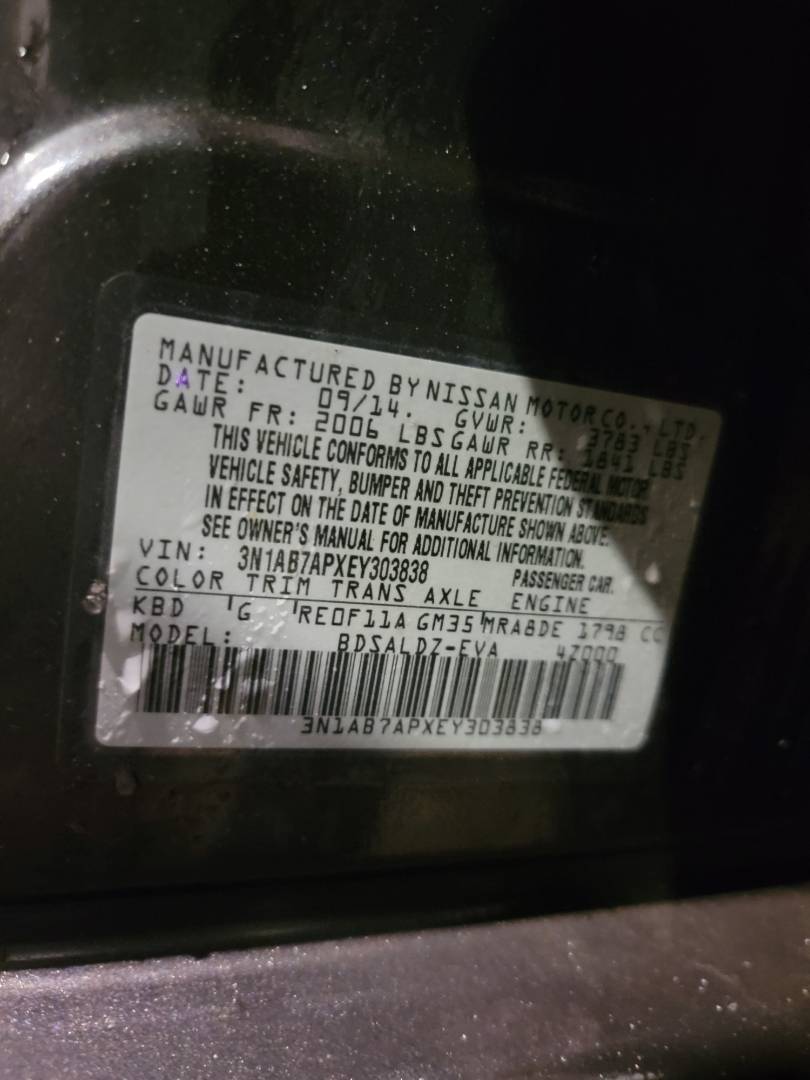 MANUFACTURED BY NISSAN MOTOR CO., LTD.
DATE: 09/14. GVWR: 3783 LBS
GAWR FR: 2006 LBS GAWR RR: 1841 LBS
THIS VEHICLE CONFORMS TO ALL APPLICABLE FEDERAL MOTOR
VEHICLE SAFETY, BUMPER AND THEFT PREVENTION STANDARDS
IN EFFECT ON THE DATE OF MANUFACTURE SHOWN ABOVE.
SEE OWNER'S MANUAL FOR ADDITIONAL INFORMATION.
VIN: 3N1AB7APXEY303838 PASSENGER CAR.
COLOR TRIM TRANS AXLE ENGINE
KBD G RE0F11A GM35 MRA8DE 1798 CC
MODEL: BDSALDZ-EVA 4Z000
3N1AB7APXEY303838